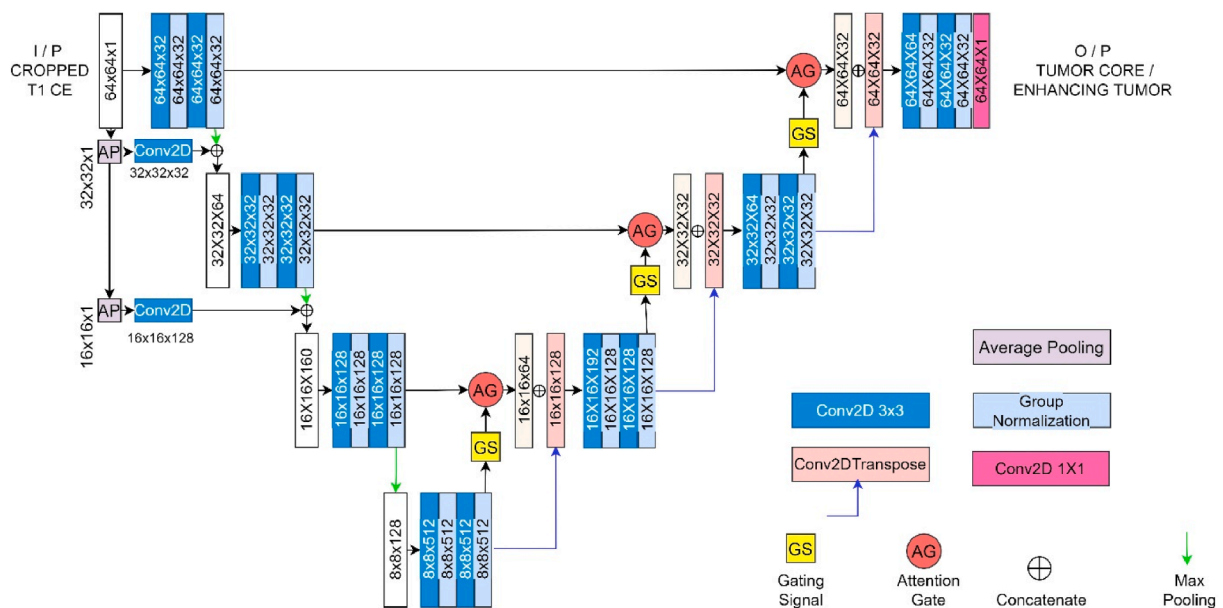 I / P
CROPPED
T1 CE
64x64x1
64x64x32
64x64x32
64x64x32
64x64x32
AG
64X64X32
64X64X32
64X64X64
64X64X32
64X64X32
64X64X32
64X64X1
O / P
TUMOR CORE /
ENHANCING TUMOR
GS
32x32x1
AP
Conv2D
32x32x32
32X32X64
32x32x32
32x32x32
32x32x32
32x32x32
AG
32X32X32
32X32X32
32x32X64
32x32x32
32x32x32
32X32X32
GS
16x16x1
AP
Conv2D
16x16x128
16X16X160
16x16x128
16x16x128
16x16x128
16x16x128
AG
16x16x64
16x16x128
16X16X192
16X16X128
16X16X128
16X16X128
GS
8x8x128
8x8x512
8x8x512
8x8x512
8x8x512
Average Pooling
Conv2D 3x3
Group
Normalization
Conv2DTranspose
Conv2D 1X1
GS
Gating
Signal
AG
Attention
Gate
Concatenate
Max
Pooling